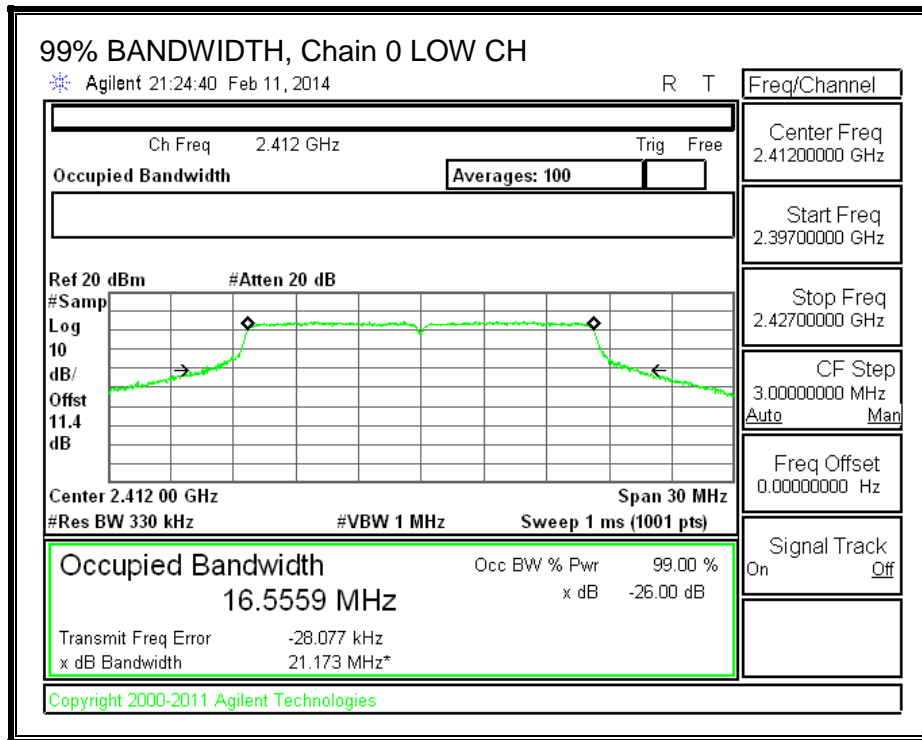 99% BANDWIDTH, Chain 0 LOW CH
Agilent 21:24:40 Feb 11, 2014 R T
Freq/Channel
Ch Freq 2.412 GHz Trig Free
Occupied Bandwidth Averages: 100
Center Freq
2.41200000 GHz
Start Freq
2.39700000 GHz
Ref 20 dBm #Atten 20 dB
#Samp
Log
10
dB/
Offst
11.4
dB
Stop Freq
2.42700000 GHz
CF Step
3.00000000 MHz
Auto Man
Freq Offset
0.00000000 Hz
Center 2.412 00 GHz Span 30 MHz
#Res BW 330 kHz #VBW 1 MHz Sweep 1 ms (1001 pts)
Signal Track
On Off
Occupied Bandwidth Occ BW % Pwr 99.00 %
16.5559 MHz x dB -26.00 dB
Transmit Freq Error -28.077 kHz
x dB Bandwidth 21.173 MHz*
Copyright 2000-2011 Agilent Technologies